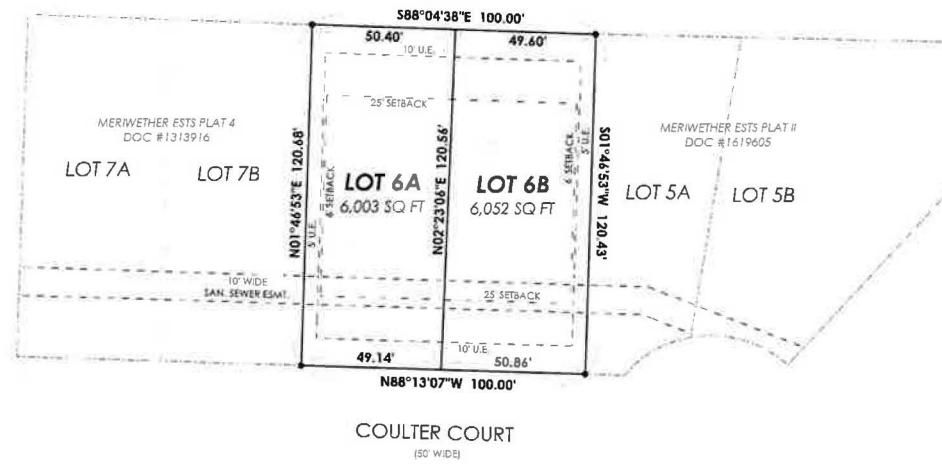 S88°04'38"E 100.00'
50.40' 49.60'
10' U.E.
25' SETBACK
MERIWETHER ESTS PLAT 4
DOC #1313916
LOT 7A LOT 7B
N01°46'53"E 120.68'
5' U.E.
6' SETBACK
LOT 6A
6,003 SQ FT
N02°23'06"E 120.56'
LOT 6B
6,052 SQ FT
6' SETBACK
5' U.E.
S01°46'53"W 120.43'
MERIWETHER ESTS PLAT II
DOC #1619605
LOT 5A LOT 5B
10' WIDE
SAN. SEWER ESMT.
25' SETBACK
10' U.E.
49.14' 50.86'
N88°13'07"W 100.00'
COULTER COURT
(50' WIDE)